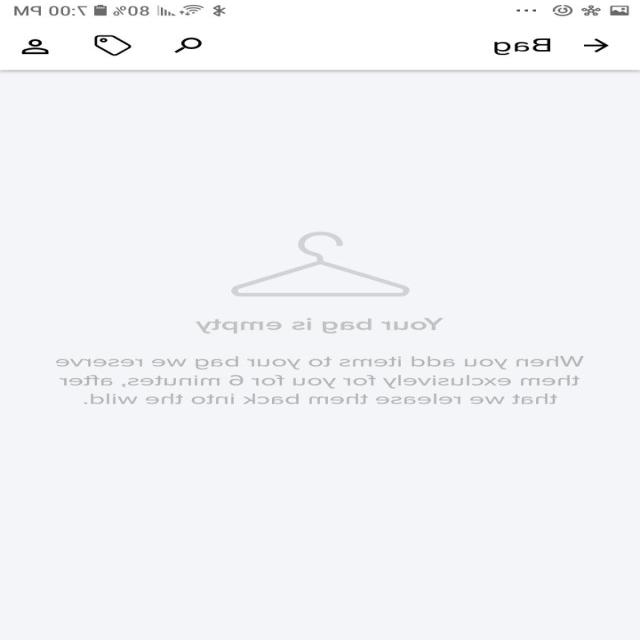 80% 7:00 PM
Bag
Your bag is empty
When you add items to your bag we reserve
them exclusively for you for 6 minutes, after
that we release them back into the wild.